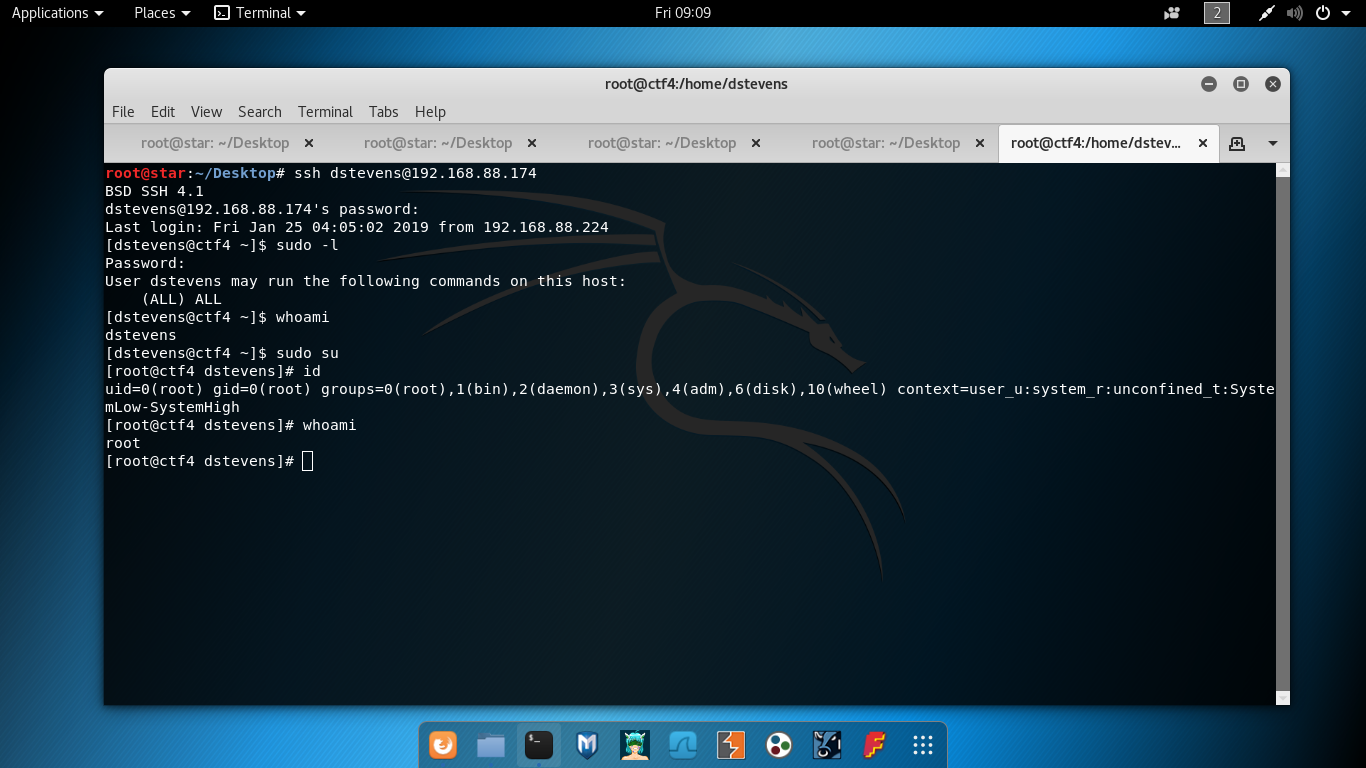 Applications Places Terminal Fri 09:09 2
root@ctf4:/home/dstevens
File Edit View Search Terminal Tabs Help
root@star: ~/Desktop root@star: ~/Desktop root@star: ~/Desktop root@star: ~/Desktop root@ctf4:/home/dstev...
root@star:~/Desktop# ssh dstevens@192.168.88.174
BSD SSH 4.1
dstevens@192.168.88.174's password:
Last login: Fri Jan 25 04:05:02 2019 from 192.168.88.224
[dstevens@ctf4 ~]$ sudo -l
Password:
User dstevens may run the following commands on this host:
    (ALL) ALL
[dstevens@ctf4 ~]$ whoami
dstevens
[dstevens@ctf4 ~]$ sudo su
[root@ctf4 dstevens]# id
uid=0(root) gid=0(root) groups=0(root),1(bin),2(daemon),3(sys),4(adm),6(disk),10(wheel) context=user_u:system_r:unconfined_t:Syste
mLow-SystemHigh
[root@ctf4 dstevens]# whoami
root
[root@ctf4 dstevens]#